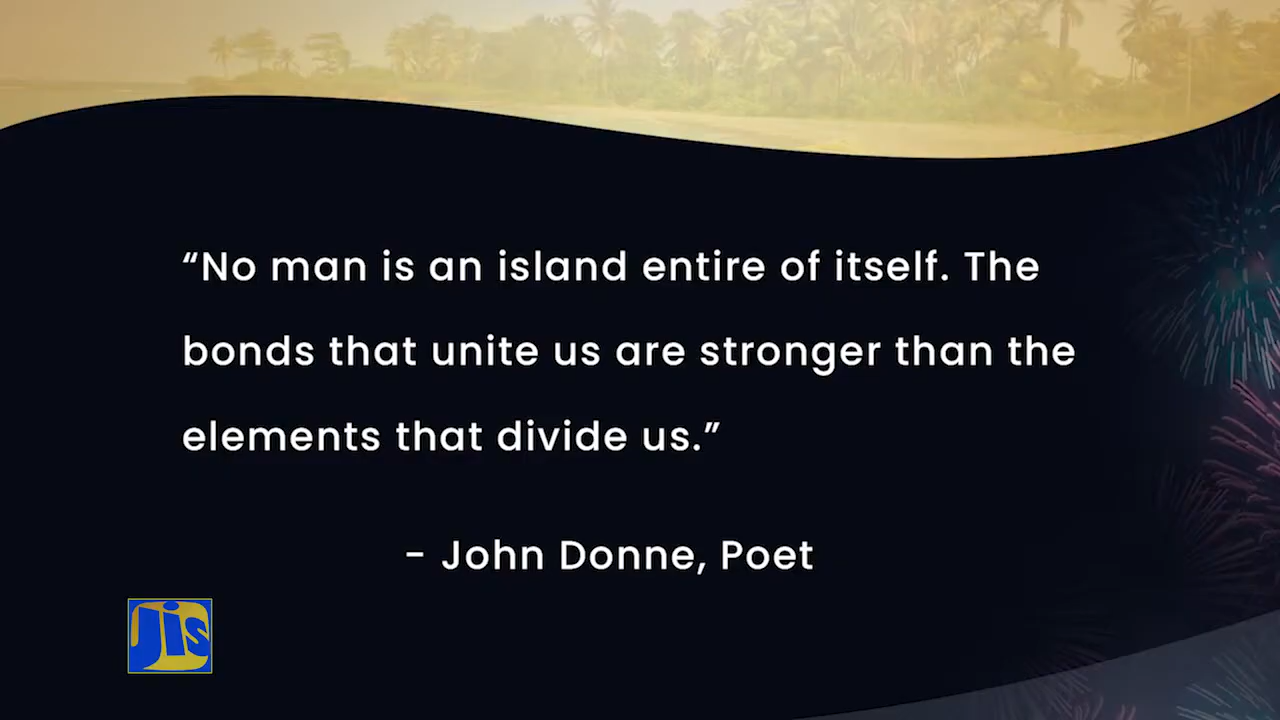 “No man is an island entire of itself. The
bonds that unite us are stronger than the
elements that divide us.”
- John Donne, Poet
Jis